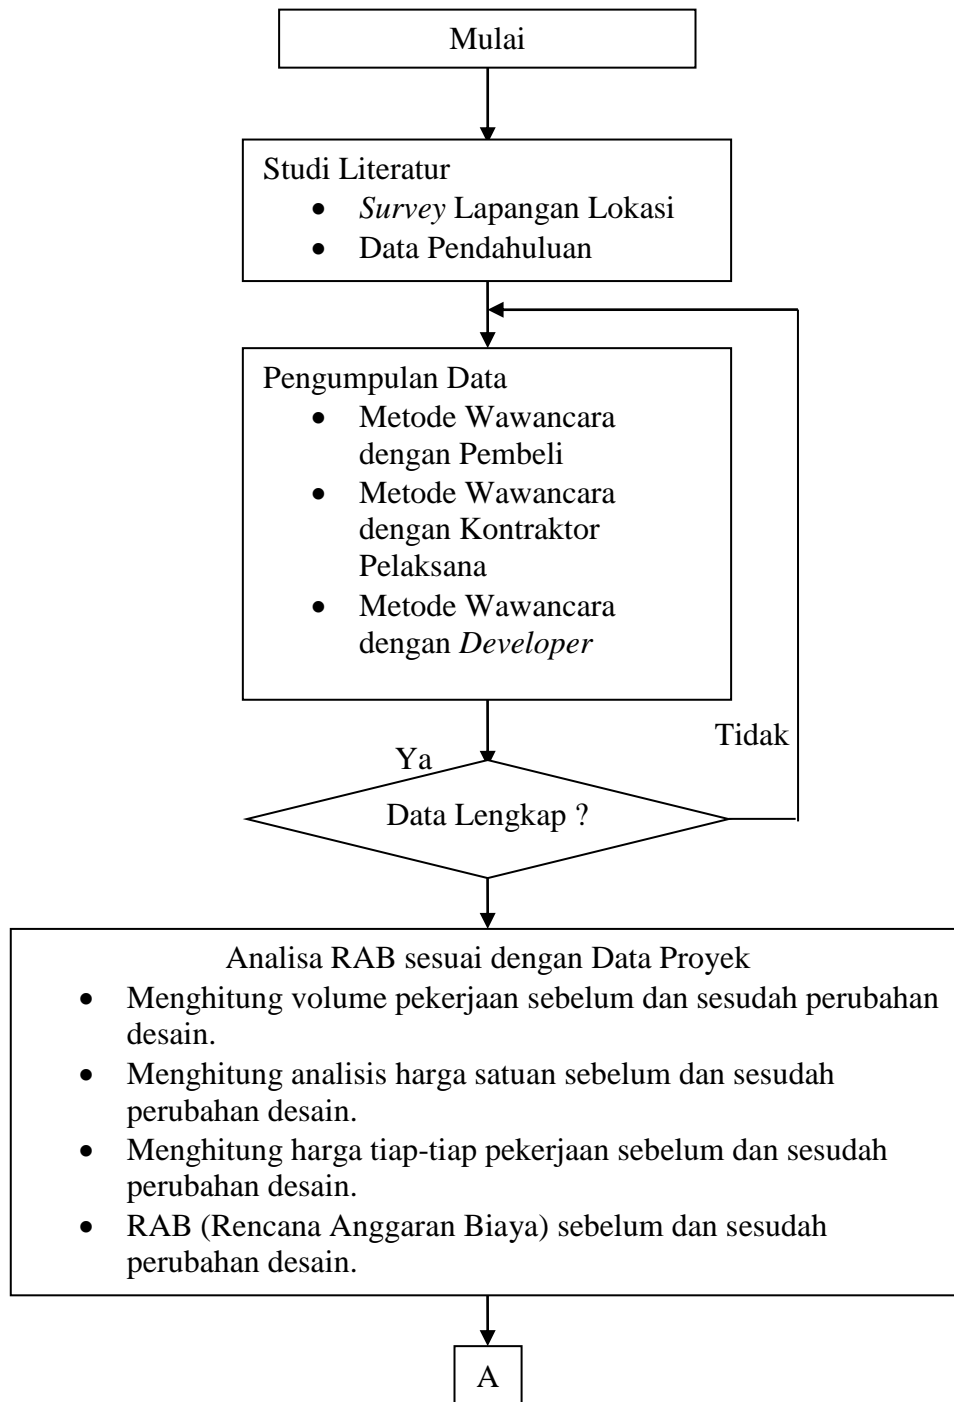 Mulai
Studi Literatur
• Survey Lapangan Lokasi
• Data Pendahuluan
Pengumpulan Data
• Metode Wawancara
dengan Pembeli
• Metode Wawancara
dengan Kontraktor
Pelaksana
• Metode Wawancara
dengan Developer
Tidak
Ya
Data Lengkap ?
Analisa RAB sesuai dengan Data Proyek
• Menghitung volume pekerjaan sebelum dan sesudah perubahan
desain.
• Menghitung analisis harga satuan sebelum dan sesudah
perubahan desain.
• Menghitung harga tiap-tiap pekerjaan sebelum dan sesudah
perubahan desain.
• RAB (Rencana Anggaran Biaya) sebelum dan sesudah
perubahan desain.
A